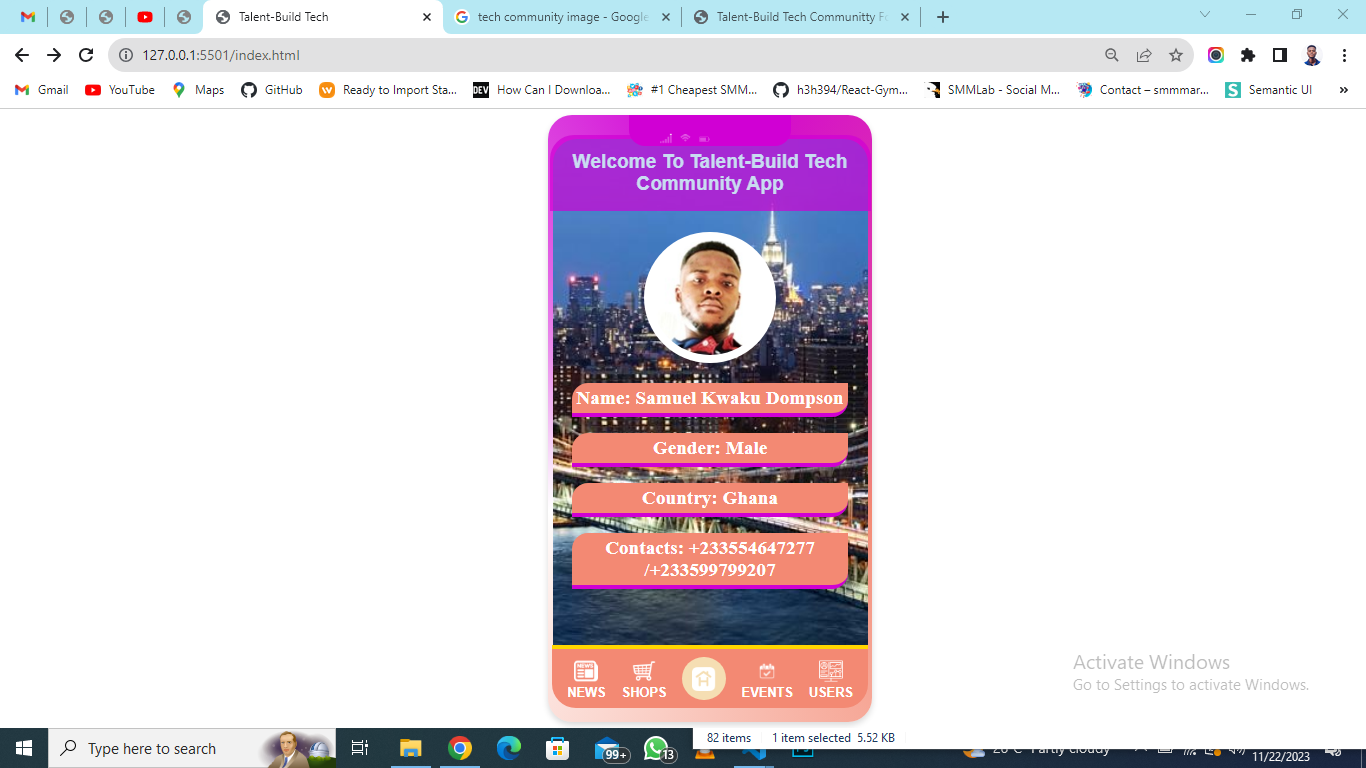 Talent-Build Tech
tech community image - Google
Talent-Build Tech Communitty Fo
127.0.0.1:5501/index.html
Gmail
YouTube
Maps
GitHub
Ready to Import Sta...
DEV
How Can I Downloa...
#1 Cheapest SMM...
h3h394/React-Gym...
SMMLab - Social M...
Contact – smmmar...
S
Semantic UI
»
Welcome To Talent-Build Tech
Community App
Name: Samuel Kwaku Dompson
Gender: Male
Country: Ghana
Contacts: +233554647277
/+233599799207
NEWS
NEWS
SHOPS
EVENTS
USERS
Activate Windows
Go to Settings to activate Windows.
82 items
1 item selected 5.52 KB
Type here to search
99+
13
26°C Partly cloudy
11/22/2023